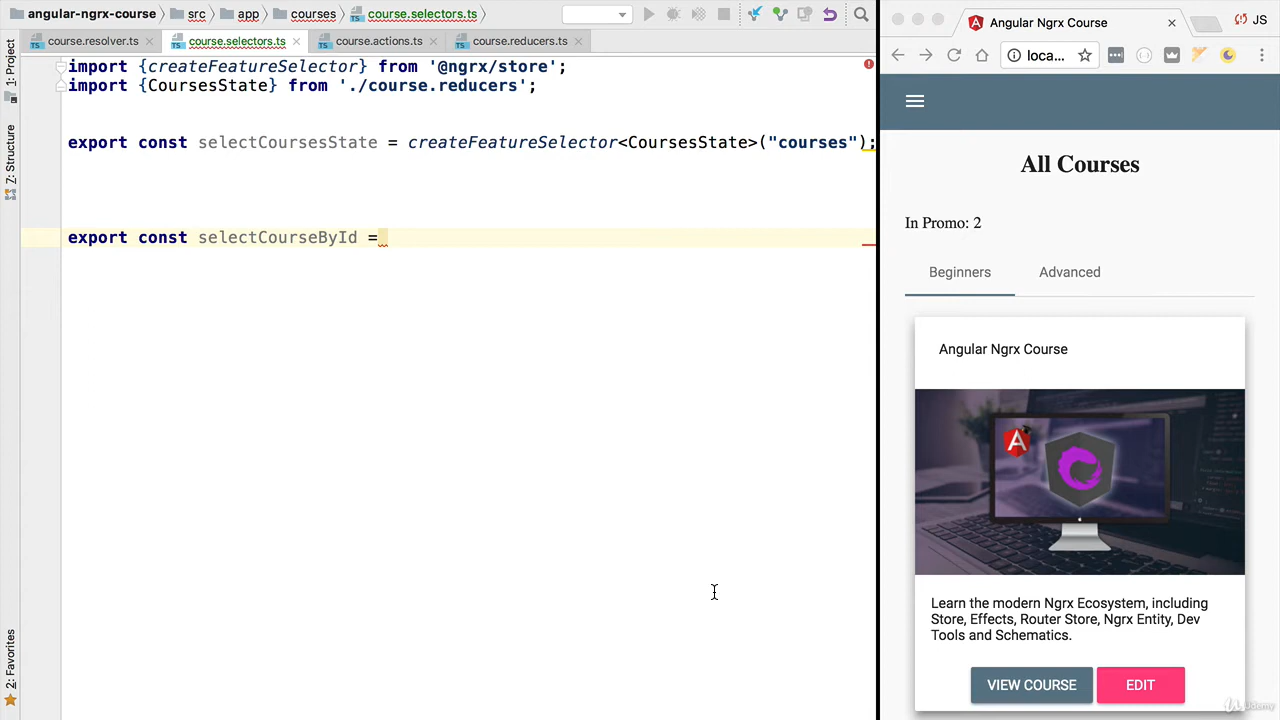 angular-ngrx-course src app courses course.selectors.ts
course.resolver.ts course.selectors.ts course.actions.ts course.reducers.ts
1: Project
Z: Structure
2: Favorites
import {createFeatureSelector} from '@ngrx/store';
import {CoursesState} from './course.reducers';
export const selectCoursesState = createFeatureSelector<CoursesState>("courses");
export const selectCourseById =
Angular Ngrx Course
JS
loca...
All Courses
In Promo: 2
Beginners Advanced
Angular Ngrx Course
Learn the modern Ngrx Ecosystem, including
Store, Effects, Router Store, Ngrx Entity, Dev
Tools and Schematics.
VIEW COURSE EDIT
Udemy